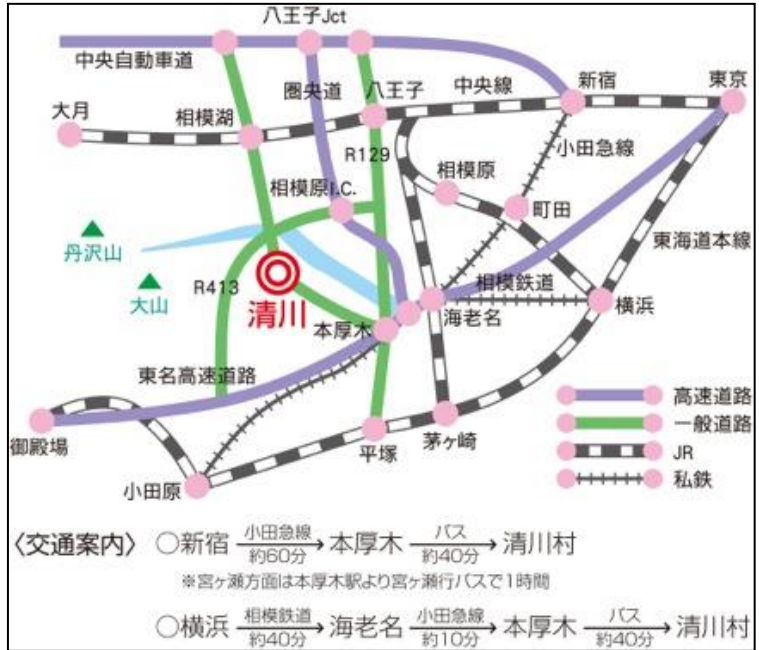 八王子Jct
中央自動車道
圏央道
八王子
中央線
新宿
東京
大月
相模湖
R129
小田急線
相模原
相模原I.C.
町田
丹沢山
東海道本線
大山
R413
清川
相模鉄道
本厚木
海老名
横浜
東名高速道路
高速道路
御殿場
平塚
茅ヶ崎
一般道路
JR
小田原
私鉄
〈交通案内〉 ○新宿 小田急線 約60分 本厚木 バス 約40分 清川村
※宮ヶ瀬方面は本厚木駅より宮ヶ瀬行バスで1時間
○横浜 相模鉄道 約40分 海老名 小田急線 約10分 本厚木 バス 約40分 清川村